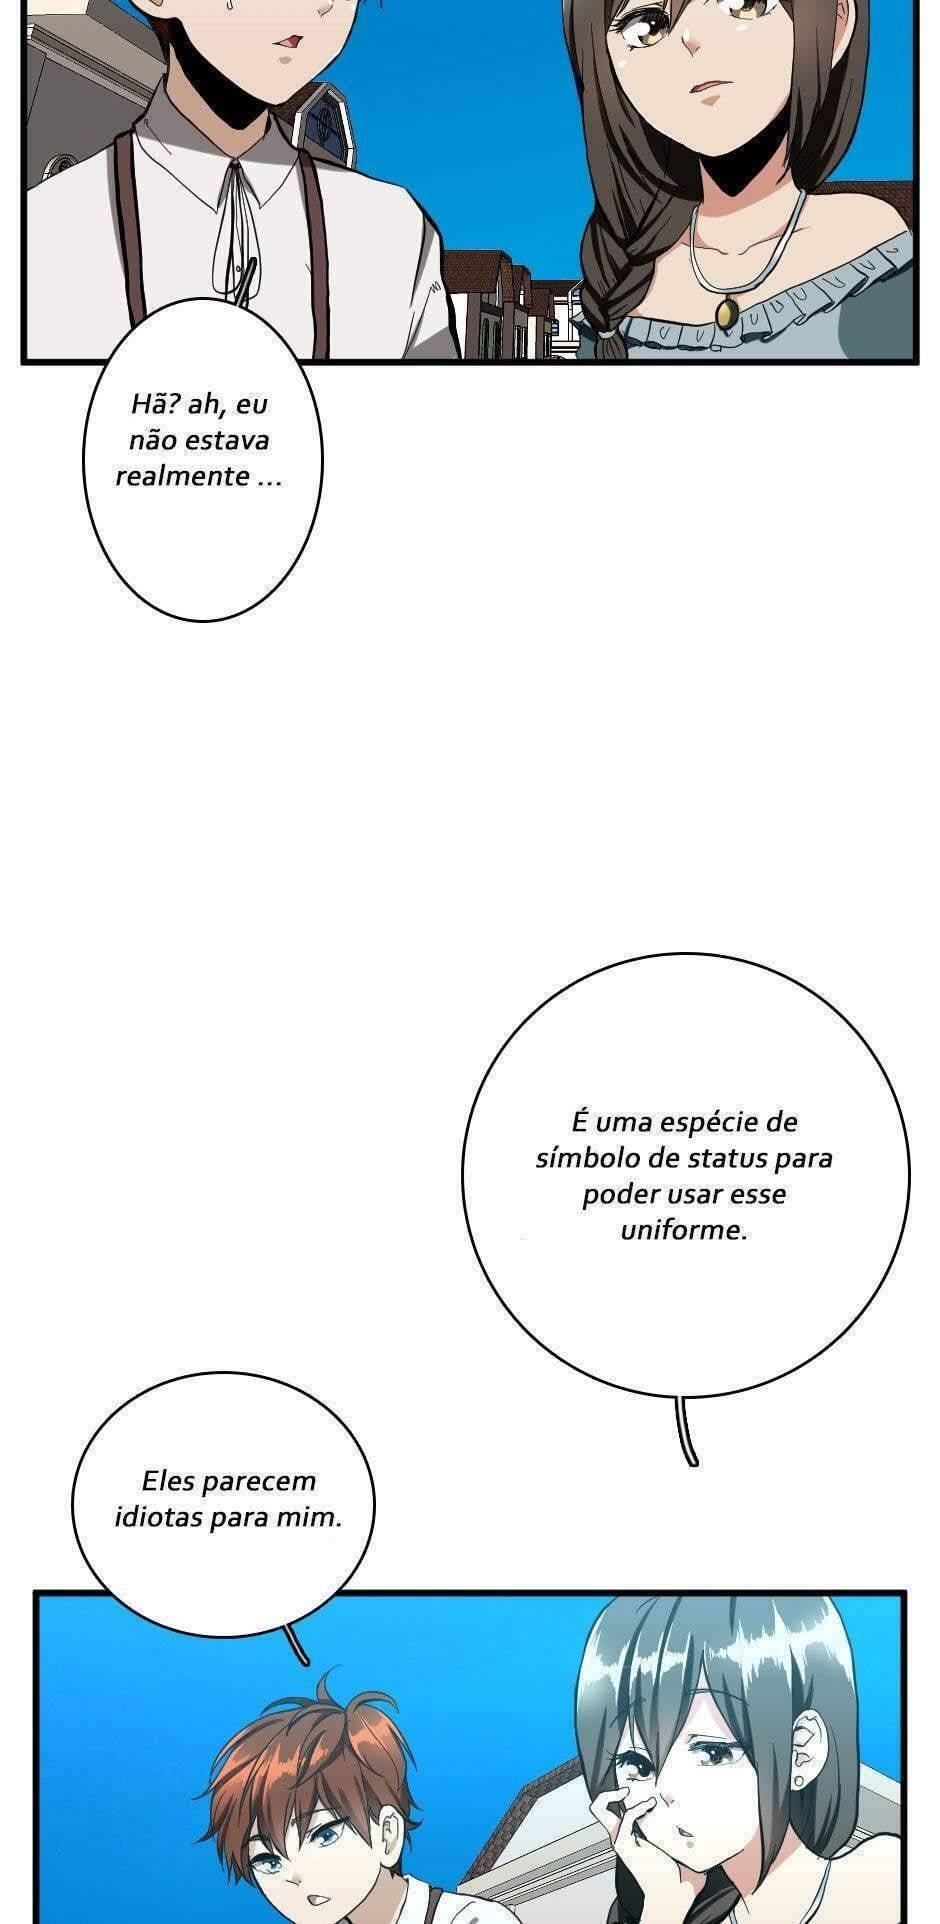 Hã? ah, eu
não estava
realmente ...
É uma espécie de
símbolo de status para
poder usar esse
uniforme.
Eles parecem
idiotas para mim.